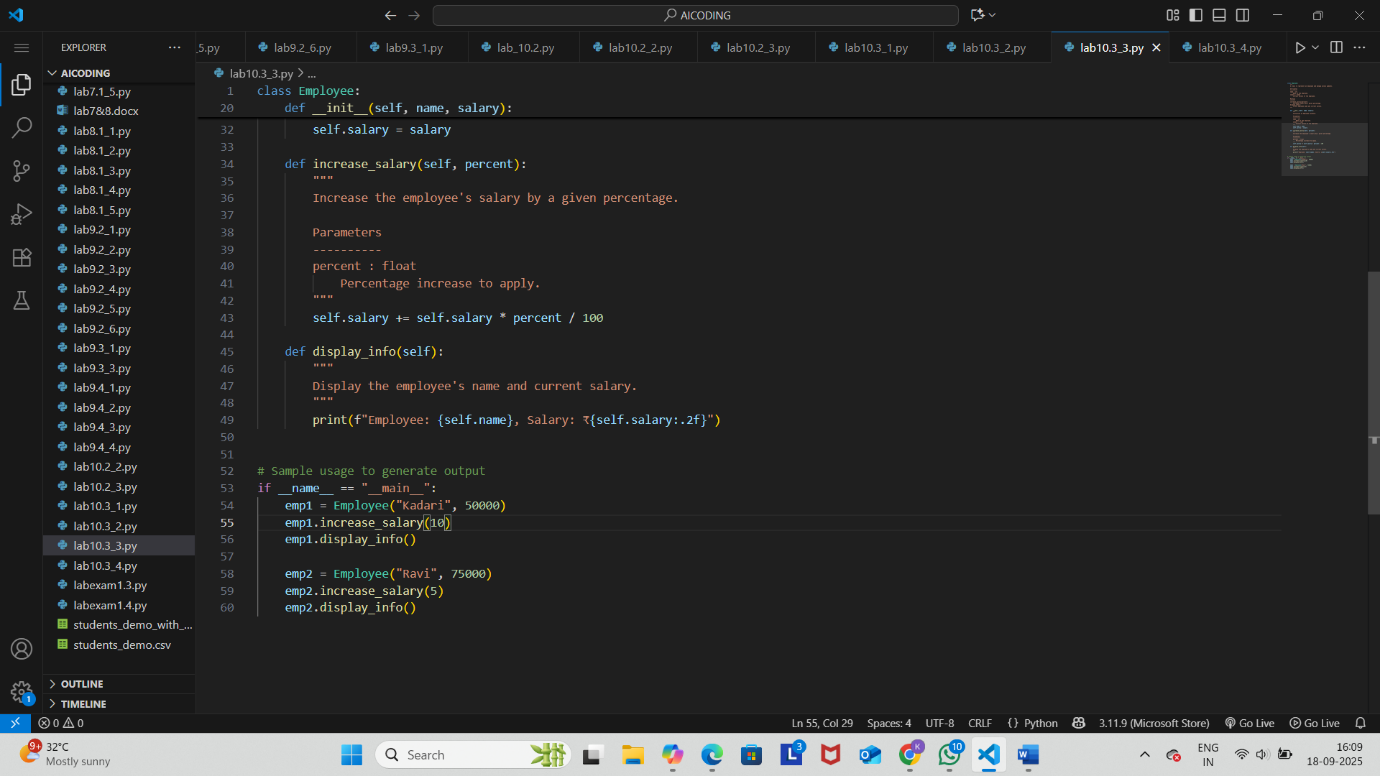 AICODING
EXPLORER
_5.py
lab9.2_6.py
lab9.3_1.py
lab_10.2.py
lab10.2_2.py
lab10.2_3.py
lab10.3_1.py
lab10.3_2.py
lab10.3_3.py
lab10.3_4.py
AICODING
lab7.1_5.py
lab7&8.docx
lab8.1_1.py
lab8.1_2.py
lab8.1_3.py
lab8.1_4.py
lab8.1_5.py
lab9.2_1.py
lab9.2_2.py
lab9.2_3.py
lab9.2_4.py
lab9.2_5.py
lab9.2_6.py
lab9.3_1.py
lab9.3_3.py
lab9.4_1.py
lab9.4_2.py
lab9.4_3.py
lab9.4_4.py
lab10.2_2.py
lab10.2_3.py
lab10.3_1.py
lab10.3_2.py
lab10.3_3.py
lab10.3_4.py
labexam1.3.py
labexam1.4.py
students_demo_with_...
students_demo.csv
OUTLINE
TIMELINE
lab10.3_3.py > ...
1 class Employee:
20 def __init__(self, name, salary):
32 self.salary = salary
33
34 def increase_salary(self, percent):
35 """
36 Increase the employee's salary by a given percentage.
37
38 Parameters
39 ----------
40 percent : float
41 Percentage increase to apply.
42 """
43 self.salary += self.salary * percent / 100
44
45 def display_info(self):
46 """
47 Display the employee's name and current salary.
48 """
49 print(f"Employee: {self.name}, Salary: ₹{self.salary:.2f}")
50
51
52 # Sample usage to generate output
53 if __name__ == "__main__":
54 emp1 = Employee("Kadari", 50000)
55 emp1.increase_salary(10)
56 emp1.display_info()
57
58 emp2 = Employee("Ravi", 75000)
59 emp2.increase_salary(5)
60 emp2.display_info()
1
0 0
Ln 55, Col 29
Spaces: 4
UTF-8
CRLF
{} Python
3.11.9 (Microsoft Store)
Go Live
Go Live
9+
32°C
Mostly sunny
Search
L
3
K
10
W
ENG
IN
16:09
18-09-2025